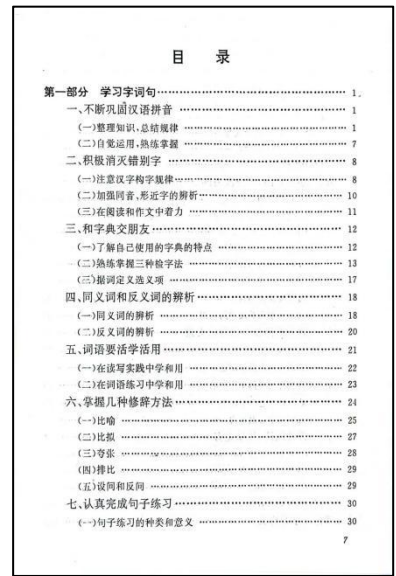 目 录
第一部分 学习字词句 1
一、不断巩固汉语拼音 1
(一)整理知识,总结规律 1
(二)自觉运用,熟练掌握 7
二、积极消灭错别字 8
(一)注意汉字构字规律 8
(二)加强同音、形近字的辨析 10
(三)在阅读和作文中着力 11
三、和字典交朋友 12
(一)了解自己使用的字典的特点 12
(二)熟练掌握三种检字法 13
(三)据词定义选义项 17
四、同义词和反义词的辨析 18
(一)同义词的辨析 18
(二)反义词的辨析 20
五、词语要活学活用 21
(一)在读写实践中学和用 22
(二)在词语练习中学和用 23
六、掌握几种修辞方法 24
(一)比喻 25
(二)比拟 27
(三)夸张 28
(四)排比 29
(五)设问和反问 29
七、认真完成句子练习 30
(一)句子练习的种类和意义 30
7